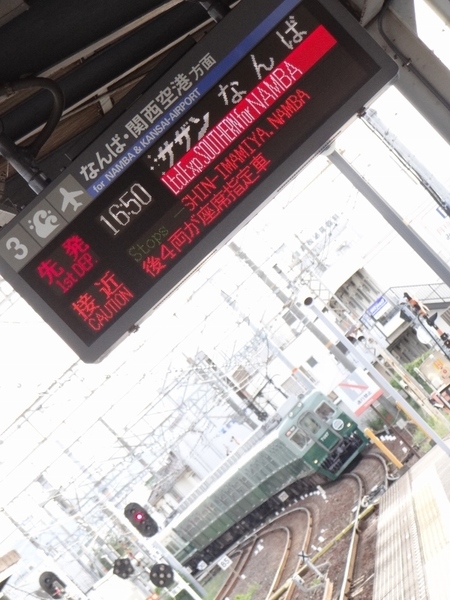 3 なんば・関西空港方面
for NAMBA & KANSAI-AIRPORT
先発 16:50 サザン なんば
1st DEP. Ltd.Exp.SOUTHERN for NAMBA
Stops —SHIN-IMAMIYA, NAMBA
接近 後4両が座席指定車
CAUTION